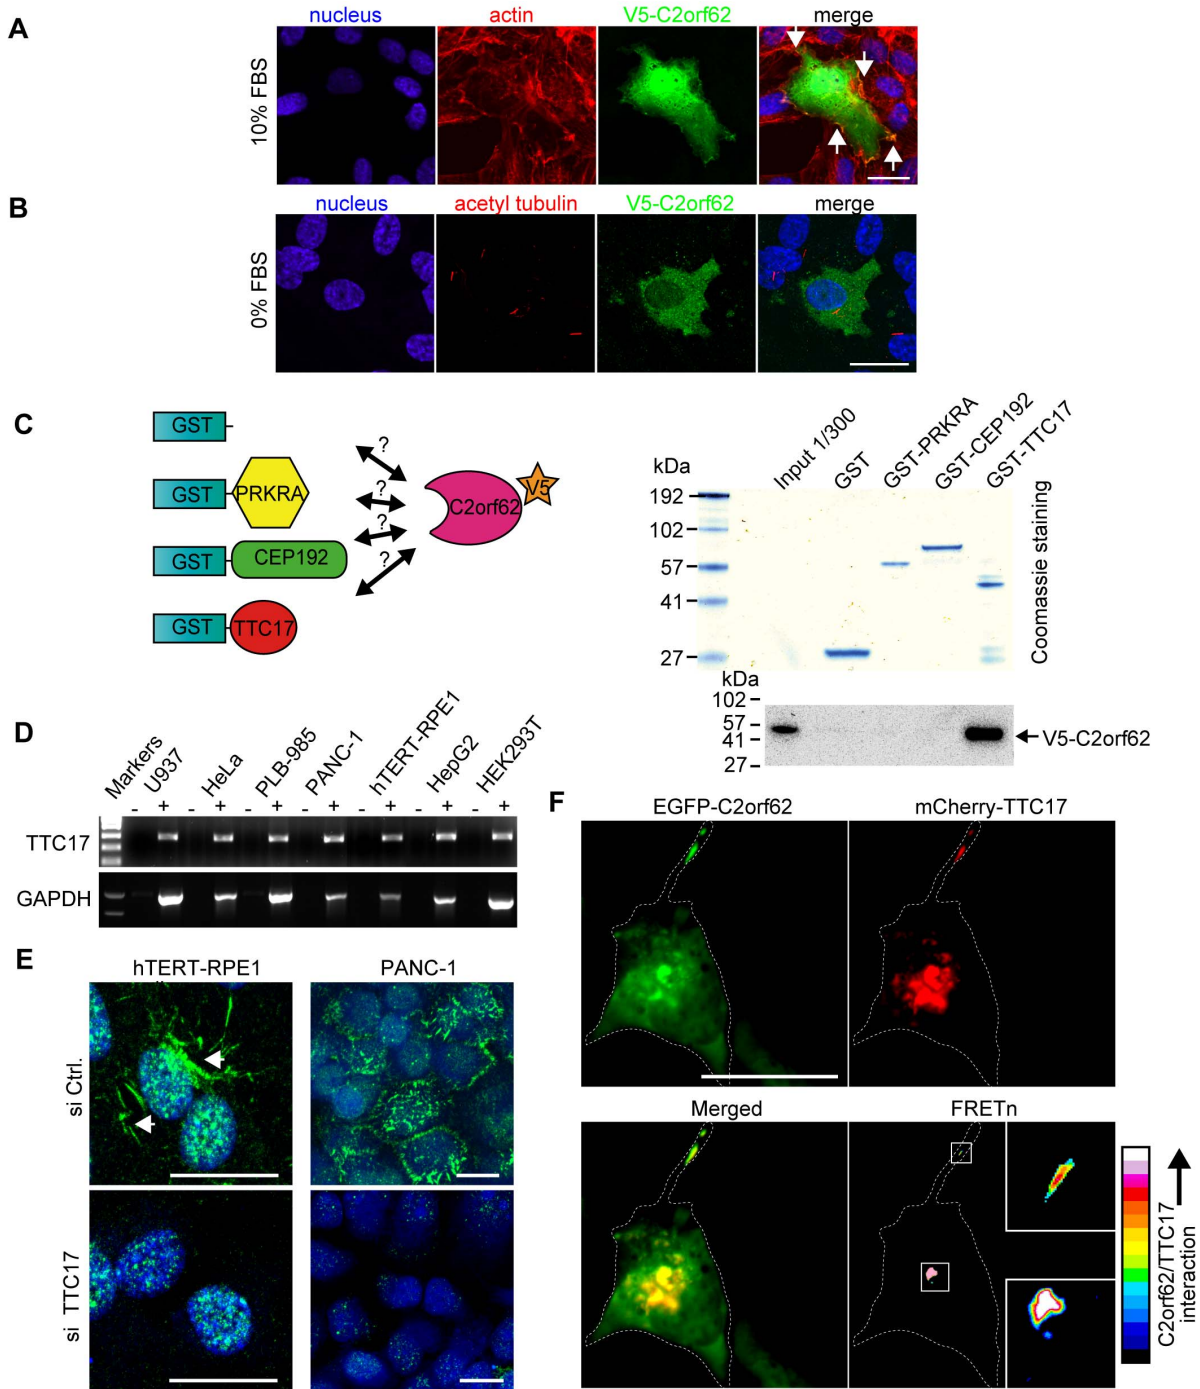 A
nucleus actin V5-C2orf62 merge
10% FBS
B
nucleus acetyl tubulin V5-C2orf62 merge
0% FBS
C
GST
GST PRKRA
GST CEP192
GST TTC17
?
?
?
?
C2orf62 V5
kDa Input 1/300 GST GST-PRKRA GST-CEP192 GST-TTC17
192
102
57
41
27
Coomassie staining
kDa
102
57
41
27
V5-C2orf62
D
Markers U937 HeLa PLB-985 PANC-1 hTERT-RPE1 HepG2 HEK293T
- + - + - + - + - + - + - +
TTC17
GAPDH
E
hTERT-RPE1 PANC-1
si Ctrl.
si TTC17
F
EGFP-C2orf62 mCherry-TTC17
Merged FRETn
C2orf62/TTC17
interaction